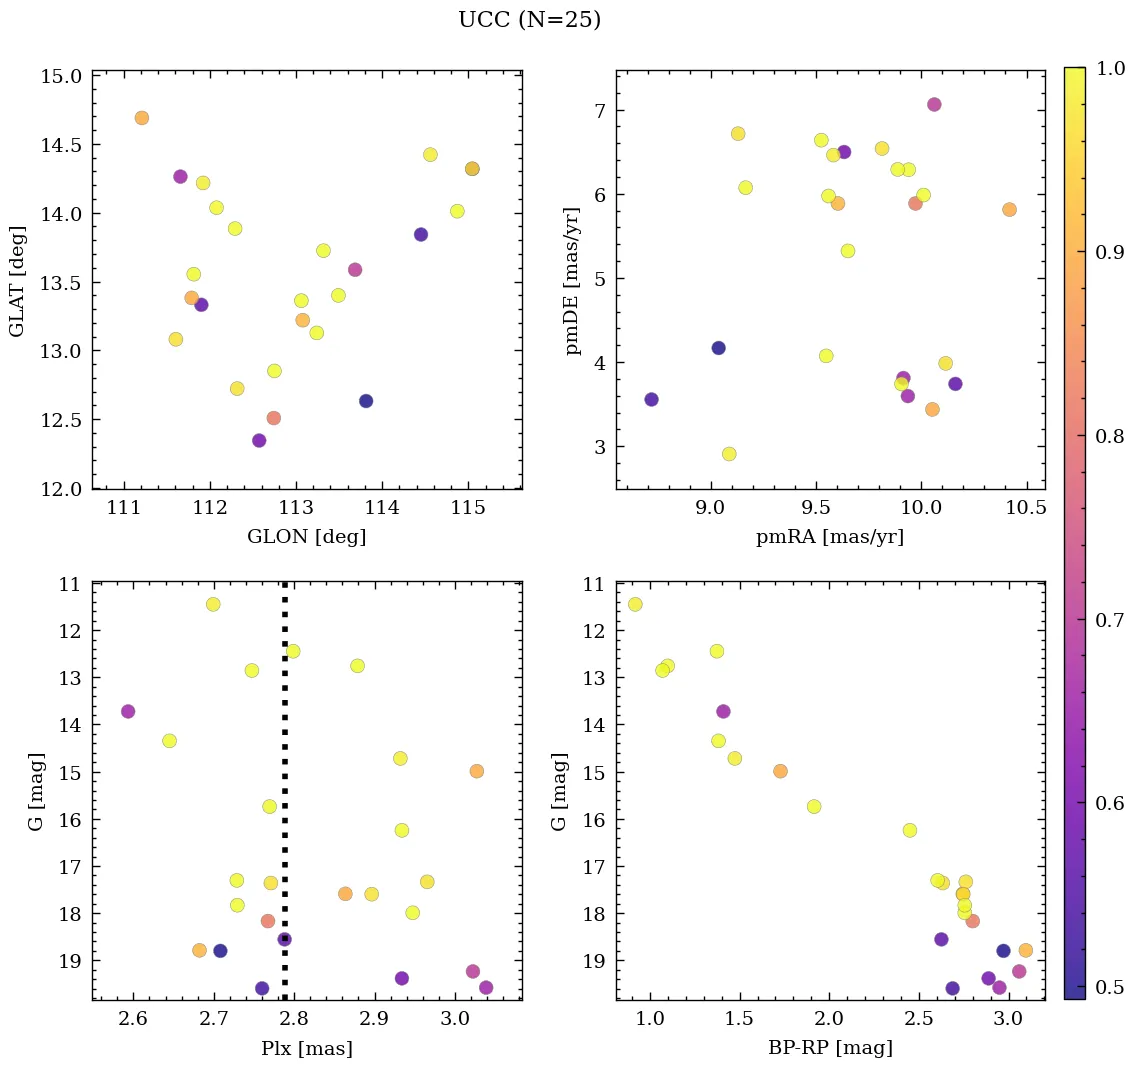 UCC (N=25)
15.0
14.5
14.0
13.5
13.0
12.5
12.0
GLAT [deg]
111 112 113 114 115
GLON [deg]
7
6
5
4
3
pmDE [mas/yr]
9.0 9.5 10.0 10.5
pmRA [mas/yr]
1.0
0.9
0.8
0.7
0.6
0.5
11
12
13
14
15
16
17
18
19
G [mag]
2.6 2.7 2.8 2.9 3.0
Plx [mas]
11
12
13
14
15
16
17
18
19
G [mag]
1.0 1.5 2.0 2.5 3.0
BP-RP [mag]